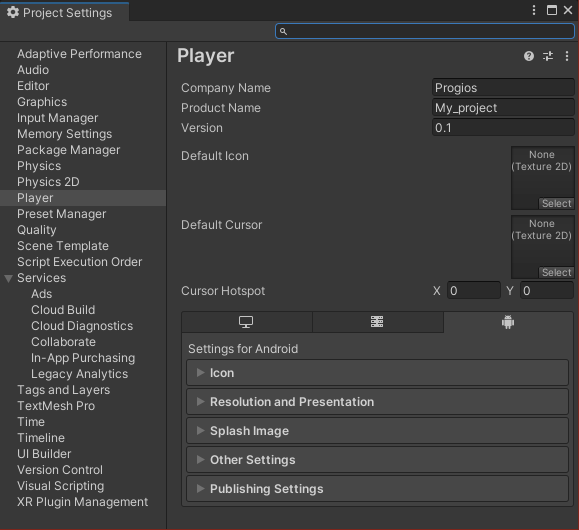 Project Settings
Adaptive Performance
Audio
Editor
Graphics
Input Manager
Memory Settings
Package Manager
Physics
Physics 2D
Player
Preset Manager
Quality
Scene Template
Script Execution Order
Services
Ads
Cloud Build
Cloud Diagnostics
Collaborate
In-App Purchasing
Legacy Analytics
Tags and Layers
TextMesh Pro
Time
Timeline
UI Builder
Version Control
Visual Scripting
XR Plugin Management
Player
Company Name Progios
Product Name My_project
Version 0.1
Default Icon
None
(Texture 2D)
Select
Default Cursor
None
(Texture 2D)
Select
Cursor Hotspot X 0 Y 0
Settings for Android
Icon
Resolution and Presentation
Splash Image
Other Settings
Publishing Settings